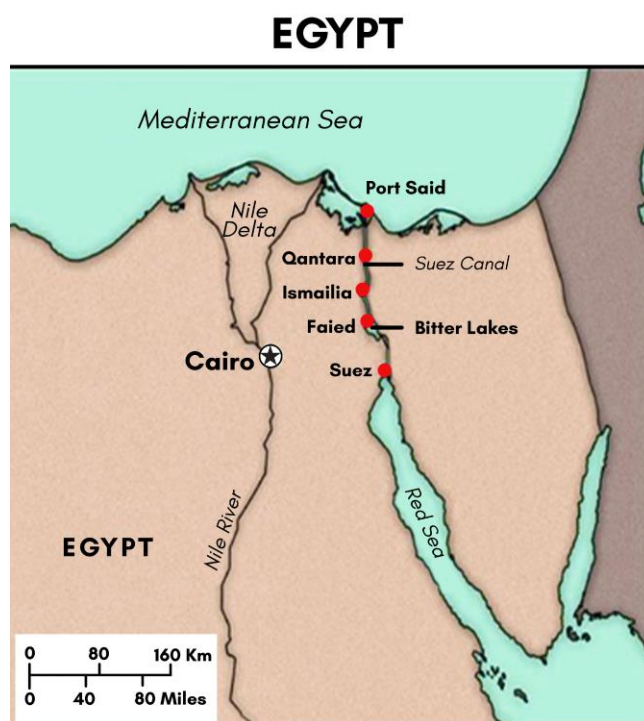 EGYPT
Mediterranean Sea
Port Said
Nile
Delta
Qantara
Suez Canal
Ismailia
Faied
Bitter Lakes
Cairo
Suez
Red Sea
Nile River
EGYPT
0 80 160 Km
0 40 80 Miles